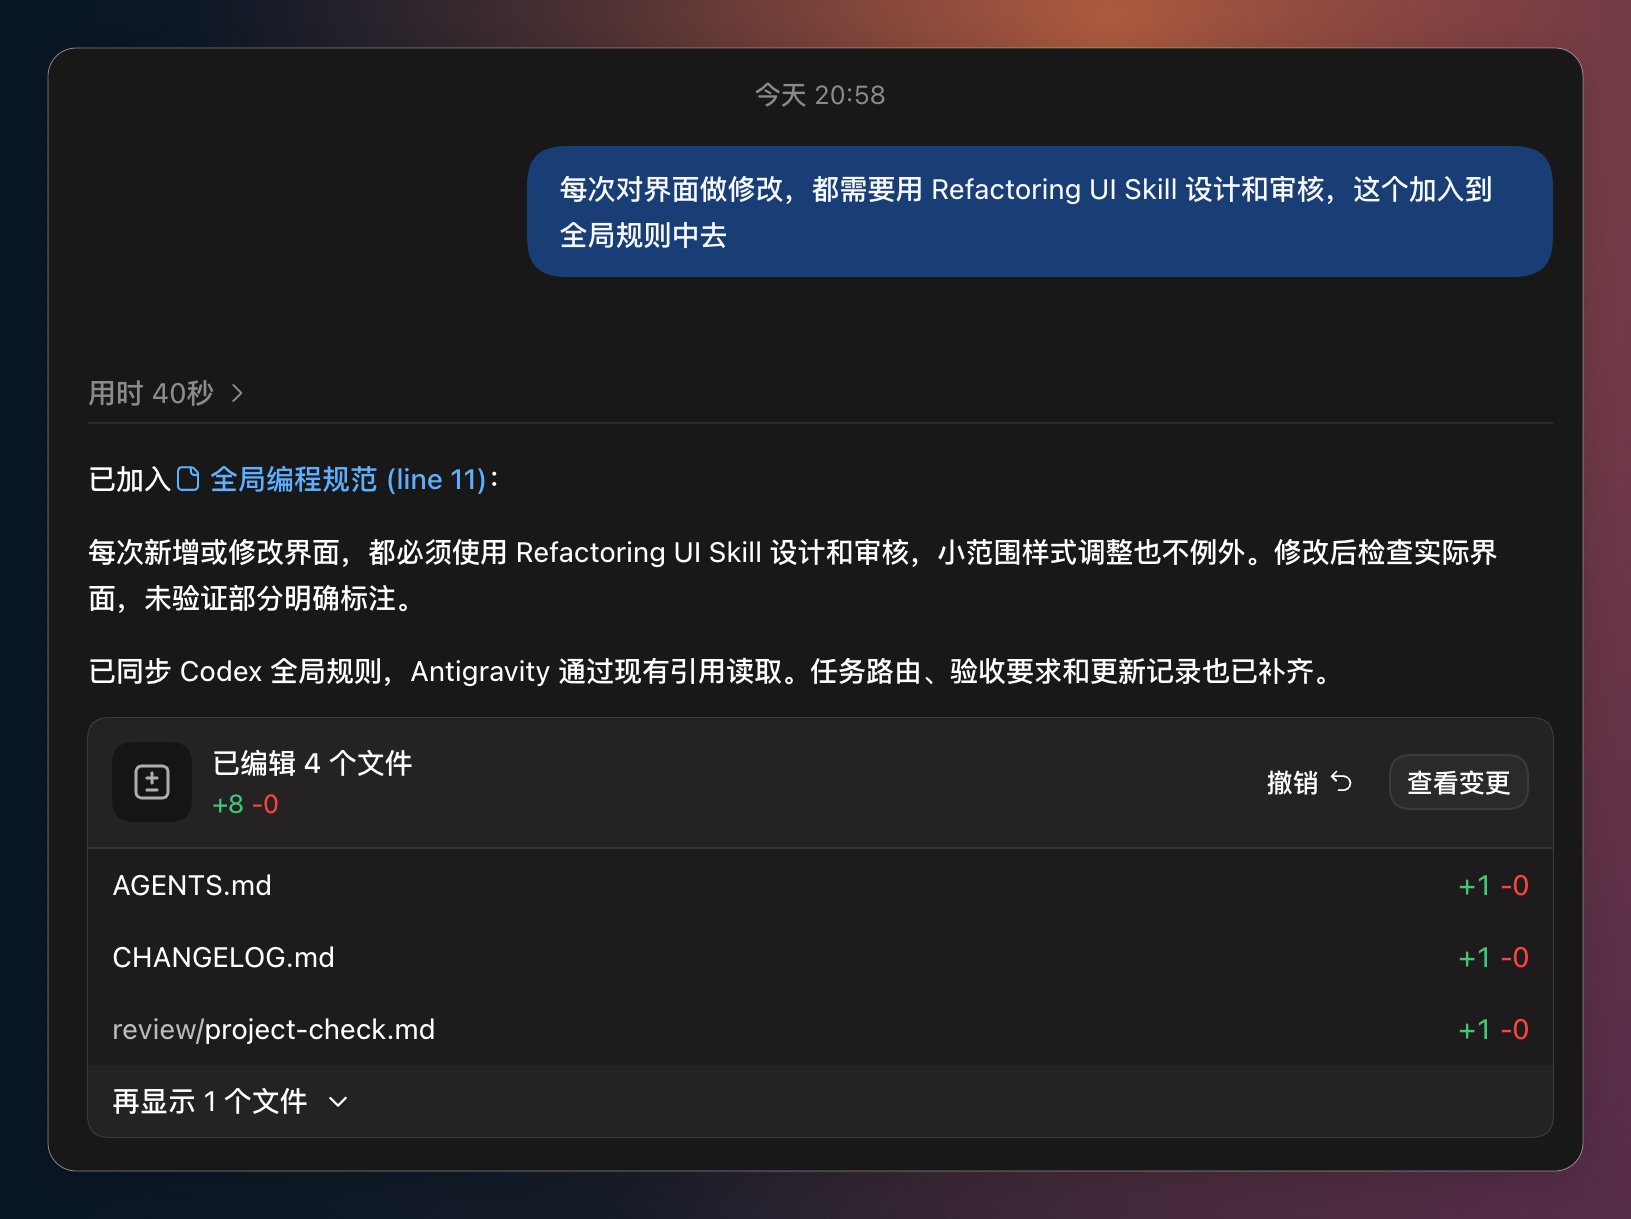 今天 20:58
每次对界面做修改，都需要用 Refactoring UI Skill 设计和审核，这个加入到
全局规则中去
用时 40秒
已加入 全局编程规范 (line 11)：
每次新增或修改界面，都必须使用 Refactoring UI Skill 设计和审核，小范围样式调整也不例外。修改后检查实际界
面，未验证部分明确标注。
已同步 Codex 全局规则，Antigravity 通过现有引用读取。任务路由、验收要求和更新记录也已补齐。
已编辑 4 个文件
+8 -0
撤销
查看变更
AGENTS.md +1 -0
CHANGELOG.md +1 -0
review/project-check.md +1 -0
再显示 1 个文件